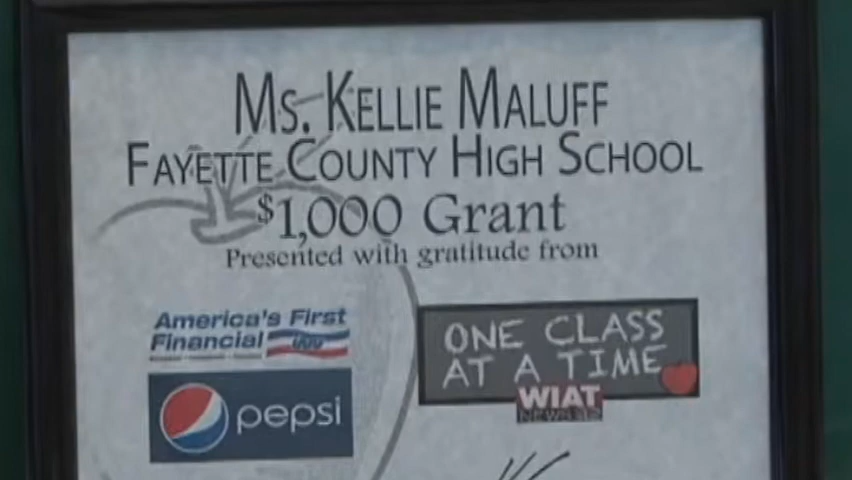 Ms. Kellie Maluff
Fayette County High School
$1,000 Grant
Presented with gratitude from
America's First
Financial
pepsi
ONE CLASS
AT A TIME
WIAT